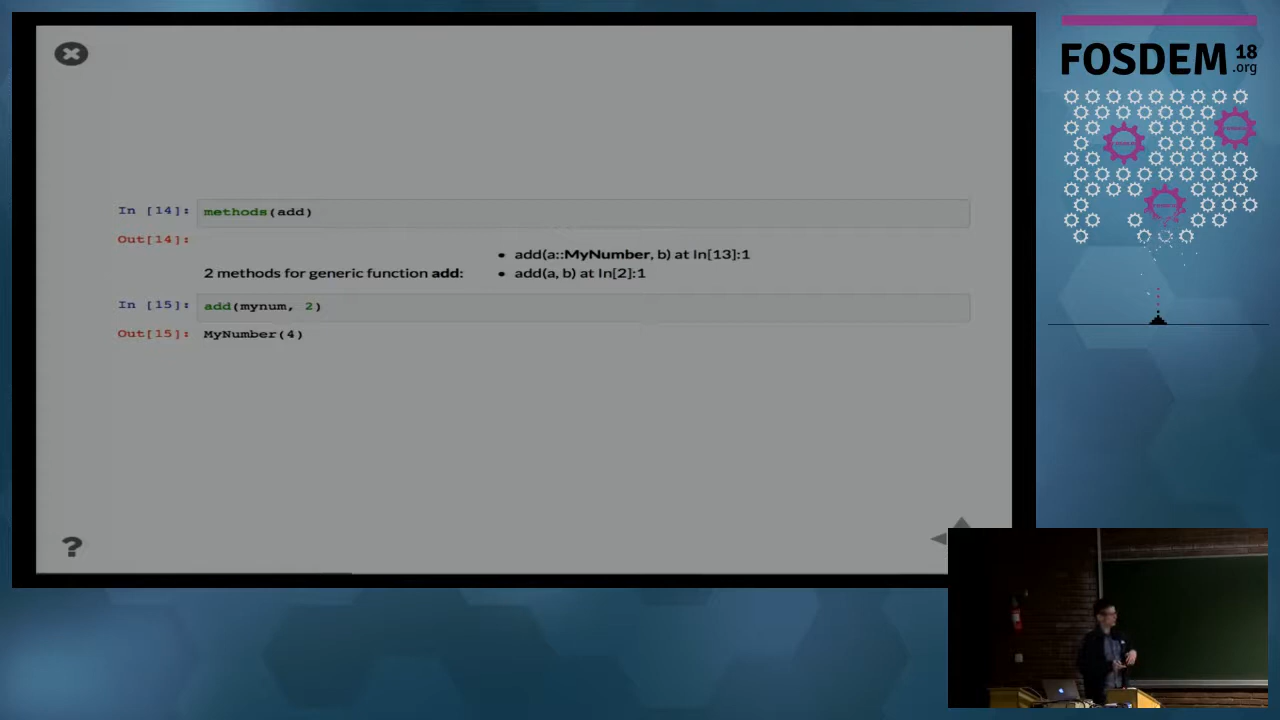 FOSDEM 18 .org
In [14]: methods(add)
Out[14]:
2 methods for generic function add:
• add(a::MyNumber, b) at In[13]:1
• add(a, b) at In[2]:1
In [15]: add(mynum, 2)
Out[15]: MyNumber(4)
?